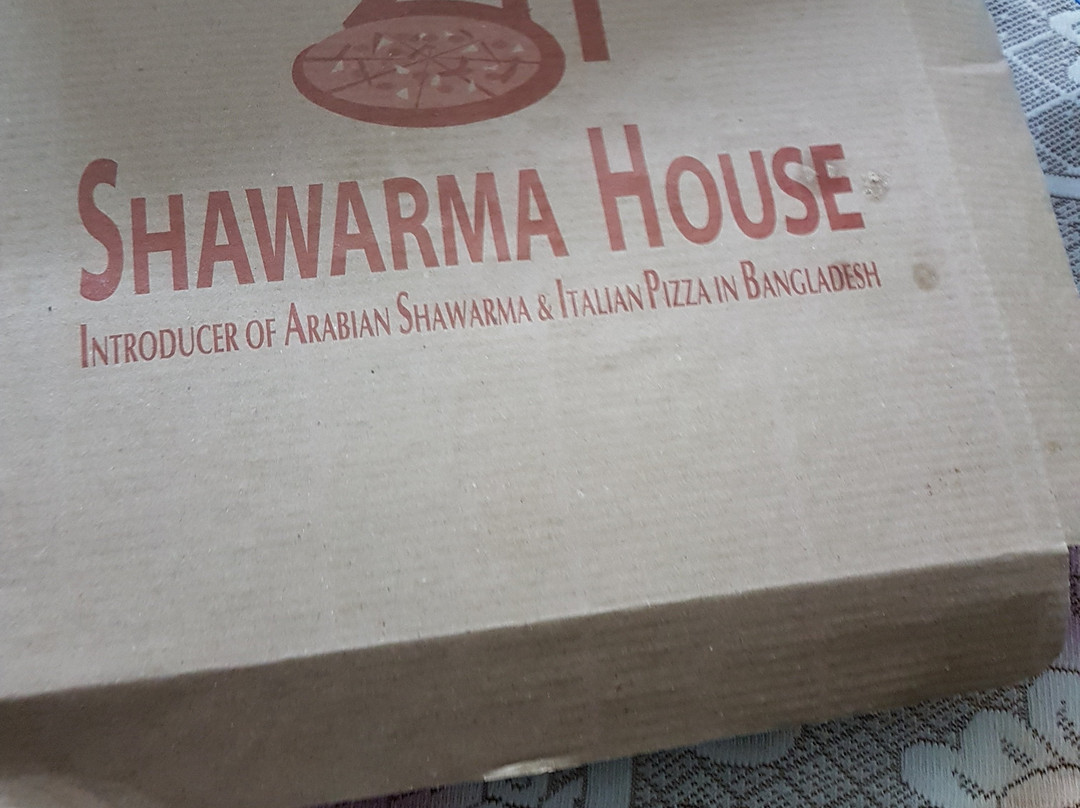 SHAWARMA HOUSE
INTRODUCER OF ARABIAN SHAWARMA & ITALIAN PIZZA IN BANGLADESH